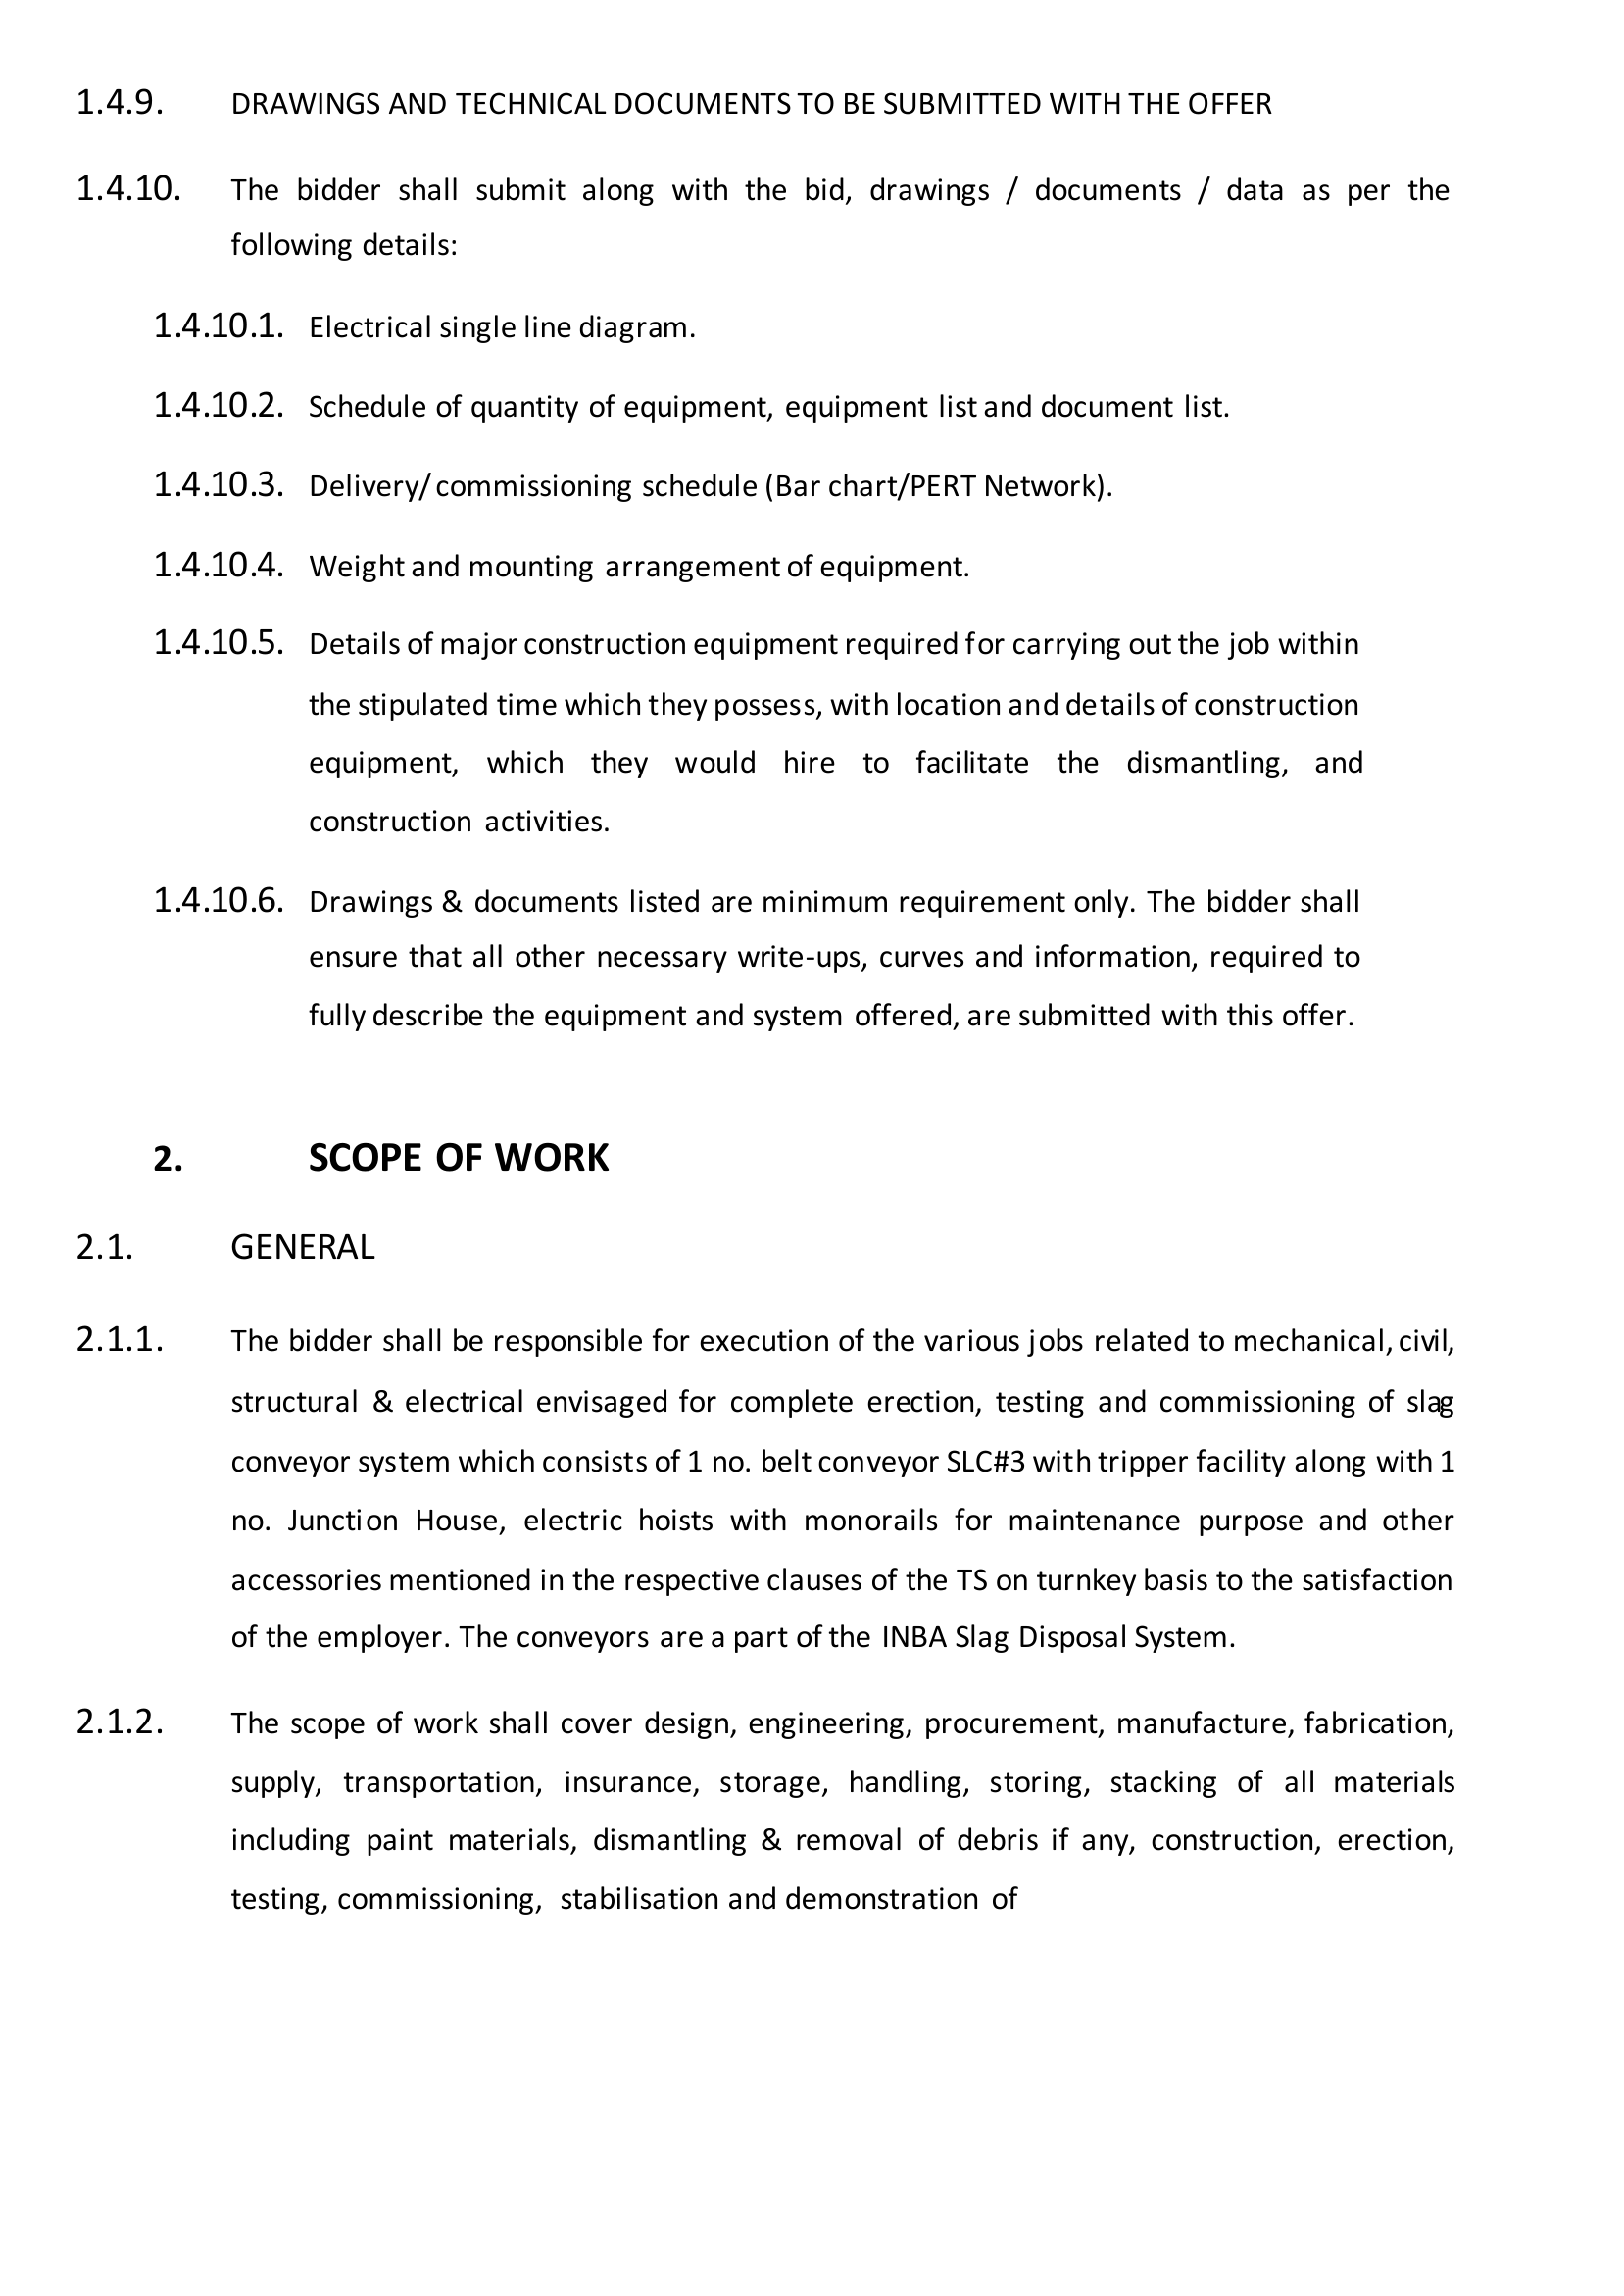 1.4.9. DRAWINGS AND TECHNICAL DOCUMENTS TO BE SUBMITTED WITH THE OFFER
1.4.10. The bidder shall submit along with the bid, drawings / documents / data as per the
following details:
1.4.10.1. Electrical single line diagram.
1.4.10.2. Schedule of quantity of equipment, equipment list and document list.
1.4.10.3. Delivery/ commissioning schedule (Bar chart/PERT Network).
1.4.10.4. Weight and mounting arrangement of equipment.
1.4.10.5. Details of major construction equipment required for carrying out the job within
the stipulated time which they possess, with location and details of construction
equipment, which they would hire to facilitate the dismantling, and
construction activities.
1.4.10.6. Drawings & documents listed are minimum requirement only. The bidder shall
ensure that all other necessary write-ups, curves and information, required to
fully describe the equipment and system offered, are submitted with this offer.
2. SCOPE OF WORK
2.1. GENERAL
2.1.1. The bidder shall be responsible for execution of the various jobs related to mechanical, civil,
structural & electrical envisaged for complete erection, testing and commissioning of slag
conveyor system which consists of 1 no. belt conveyor SLC#3 with tripper facility along with 1
no. Junction House, electric hoists with monorails for maintenance purpose and other
accessories mentioned in the respective clauses of the TS on turnkey basis to the satisfaction
of the employer. The conveyors are a part of the INBA Slag Disposal System.
2.1.2. The scope of work shall cover design, engineering, procurement, manufacture, fabrication,
supply, transportation, insurance, storage, handling, storing, stacking of all materials
including paint materials, dismantling & removal of debris if any, construction, erection,
testing, commissioning, stabilisation and demonstration of